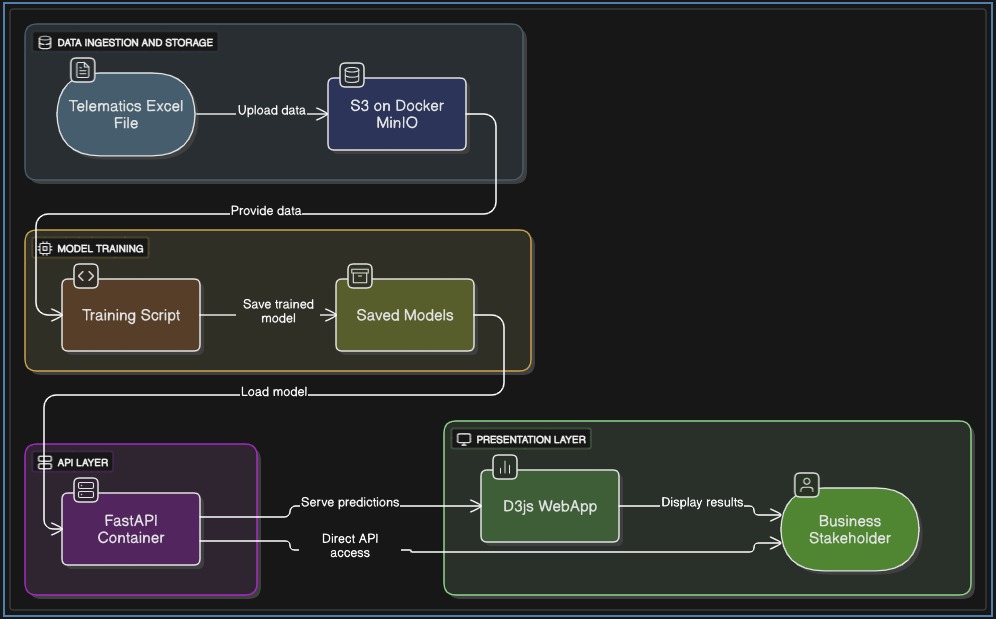 DATA INGESTION AND STORAGE
Telematics Excel
File
Upload data
S3 on Docker
MinIO
Provide data
MODEL TRAINING
Training Script
Save trained
model
Saved Models
Load model
API LAYER
FastAPI
Container
Serve predictions
Direct API
access
PRESENTATION LAYER
D3js WebApp
Display results
Business
Stakeholder